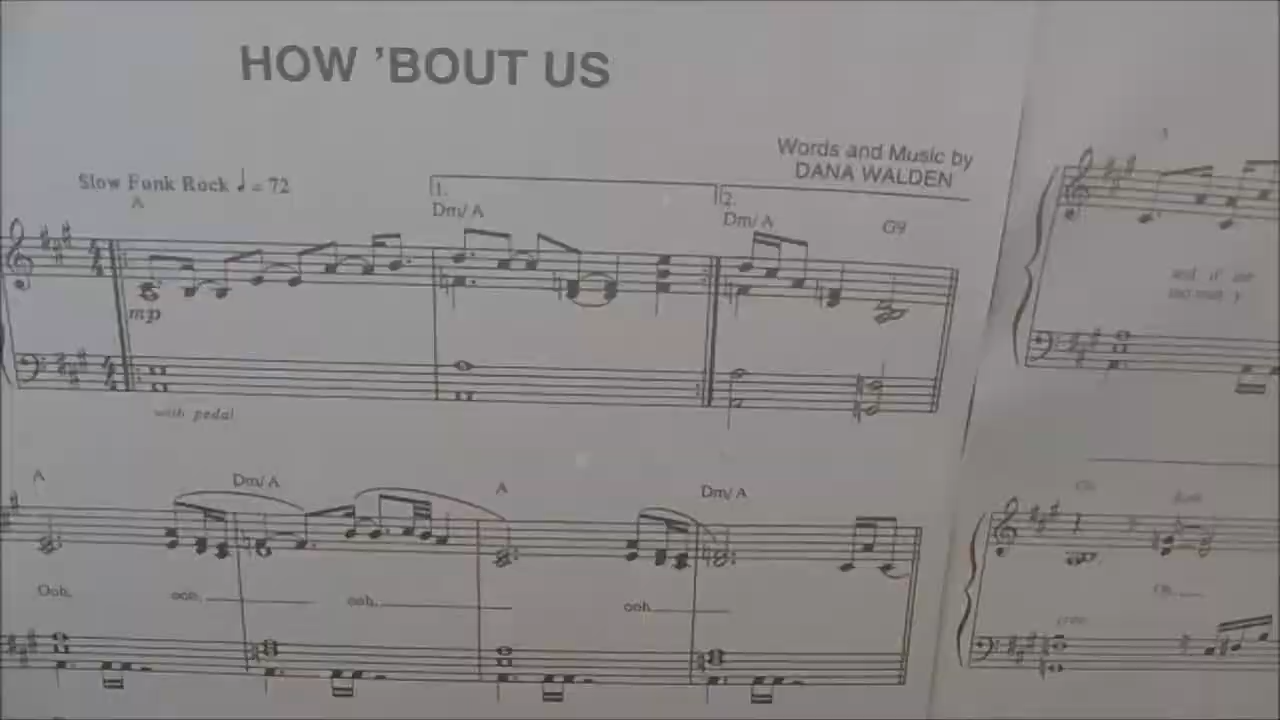 HOW 'BOUT US
Words and Music by
DANA WALDEN
Slow Funk Rock ♩ = 72
A
1.
Dm/A
2.
Dm/A
G9
mp
with pedal
A
Dm/A
A
Dm/A
Ooh,
ooh,
ooh,
ooh